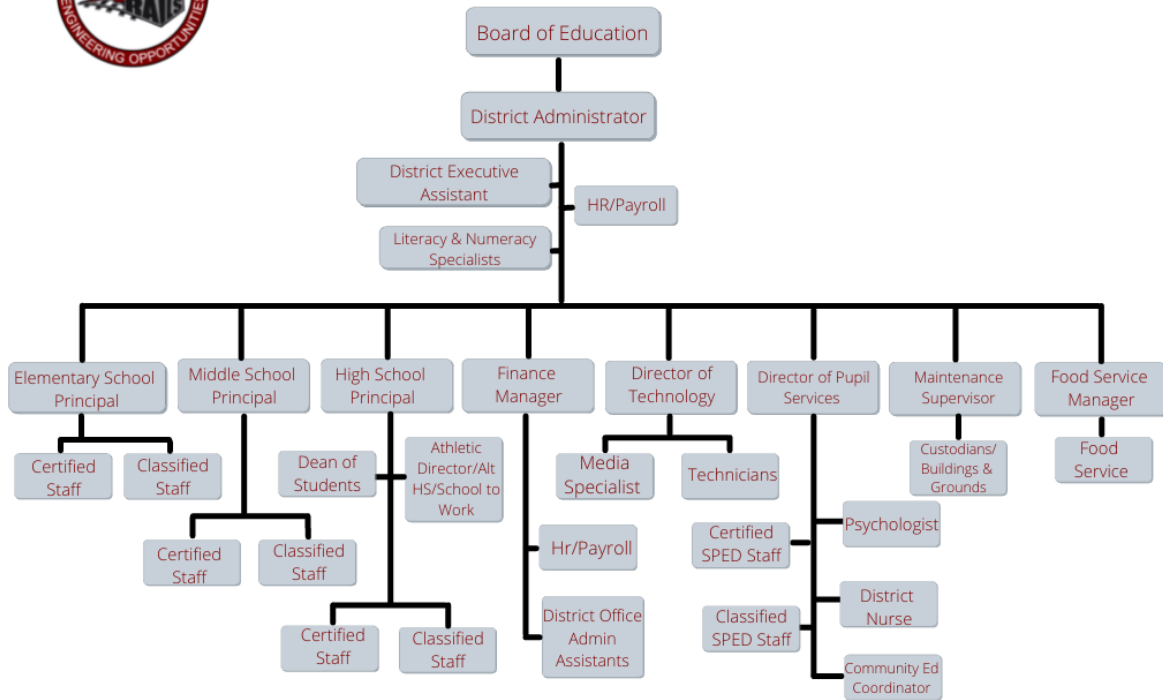 RAILS
ENGINEERING OPPORTUNITIES
Board of Education
District Administrator
District Executive
Assistant
HR/Payroll
Literacy & Numeracy
Specialists
Elementary School
Principal
Middle School
Principal
High School
Principal
Finance
Manager
Director of
Technology
Director of Pupil
Services
Maintenance
Supervisor
Food Service
Manager
Certified
Staff
Classified
Staff
Dean of
Students
Athletic
Director/Alt
HS/School to
Work
Media
Specialist
Technicians
Custodians/
Buildings &
Grounds
Food
Service
Certified
Staff
Classified
Staff
Hr/Payroll
Certified
SPED Staff
Psychologist
Certified
Staff
Classified
Staff
District Office
Admin
Assistants
Classified
SPED Staff
District
Nurse
Community Ed
Coordinator